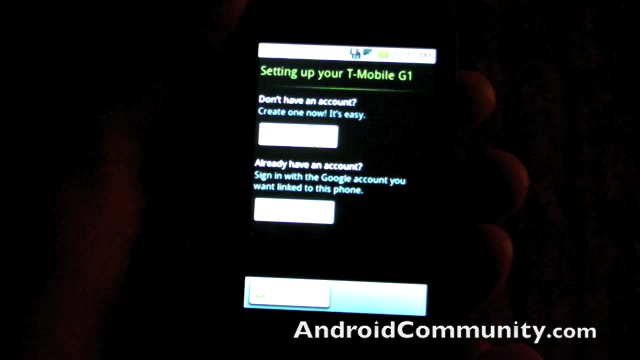 Setting up your T-Mobile G1
Don't have an account?
Create one now! It's easy.
Already have an account?
Sign in with the Google account you
want linked to this phone.
AndroidCommunity.com